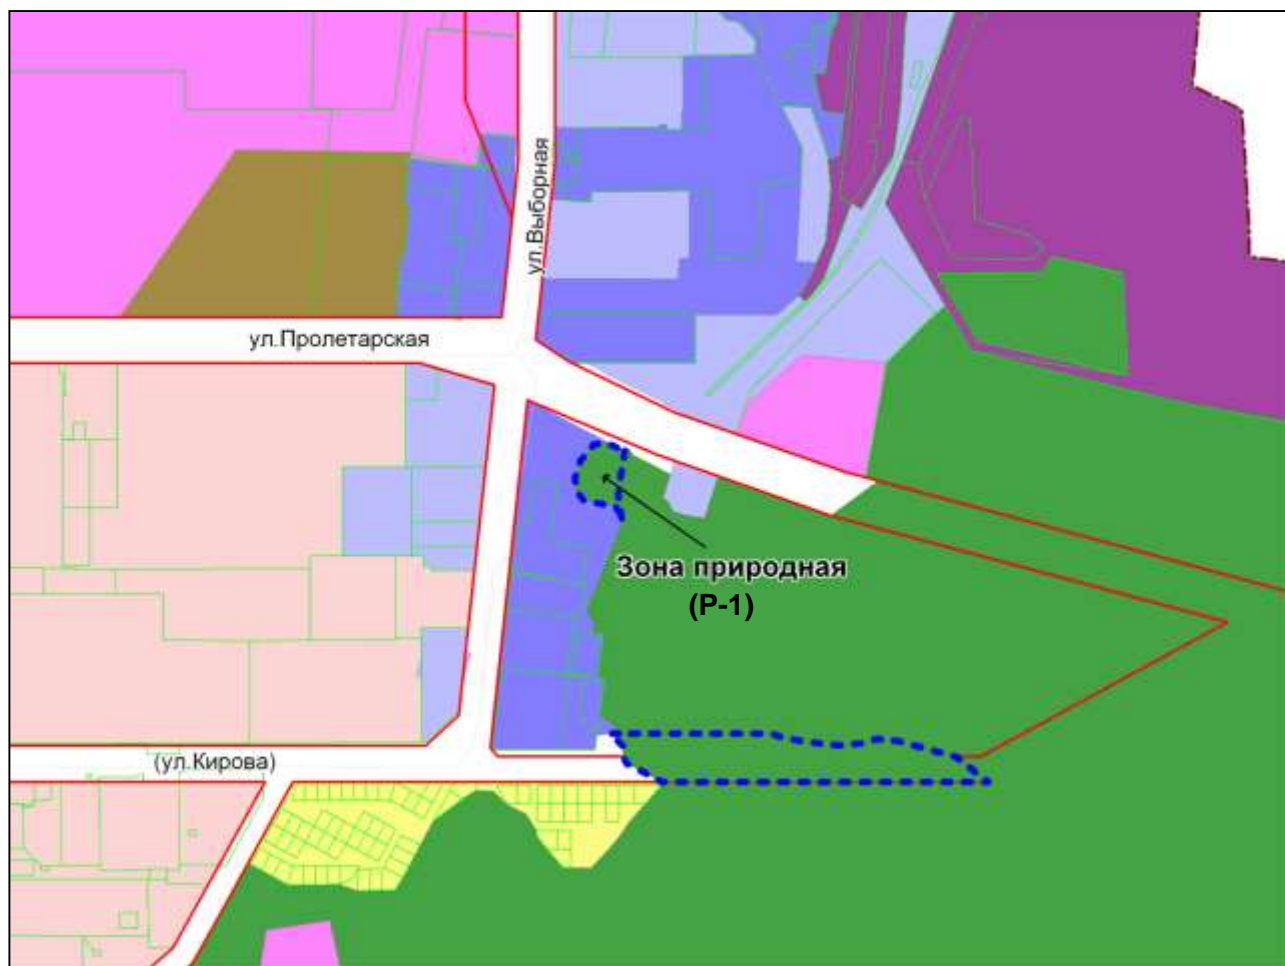 ул.Выборная
ул.Пролетарская
Зона природная
(Р-1)
(ул.Кирова)